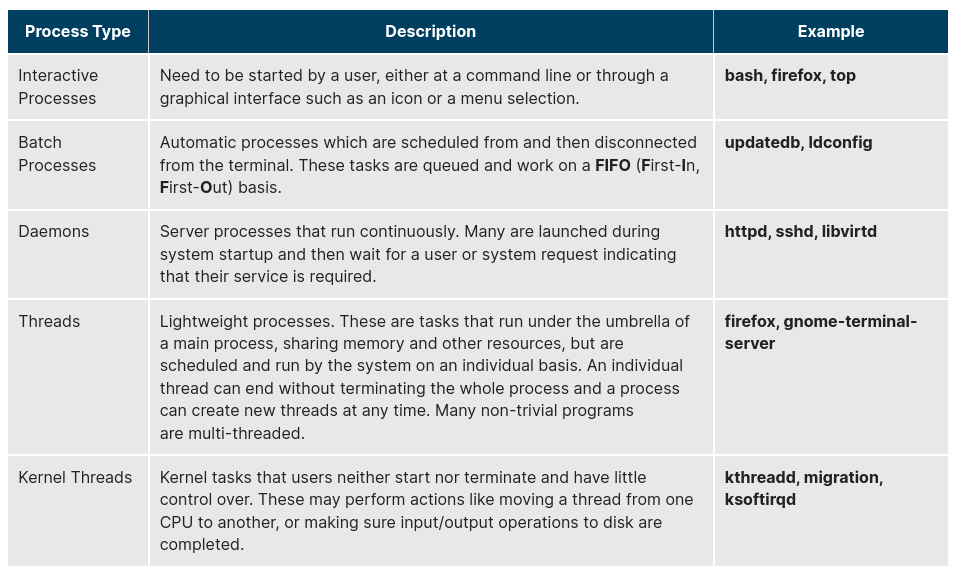 Process Type Description Example
Interactive Processes
Need to be started by a user, either at a command line or through a
graphical interface such as an icon or a menu selection.
bash, firefox, top
Batch Processes
Automatic processes which are scheduled from and then disconnected
from the terminal. These tasks are queued and work on a FIFO (First-In,
First-Out) basis.
updatedb, ldconfig
Daemons
Server processes that run continuously. Many are launched during
system startup and then wait for a user or system request indicating
that their service is required.
httpd, sshd, libvirtd
Threads
Lightweight processes. These are tasks that run under the umbrella of
a main process, sharing memory and other resources, but are
scheduled and run by the system on an individual basis. An individual
thread can end without terminating the whole process and a process
can create new threads at any time. Many non-trivial programs
are multi-threaded.
firefox, gnome-terminal-
server
Kernel Threads
Kernel tasks that users neither start nor terminate and have little
control over. These may perform actions like moving a thread from one
CPU to another, or making sure input/output operations to disk are
completed.
kthreadd, migration,
ksoftirqd